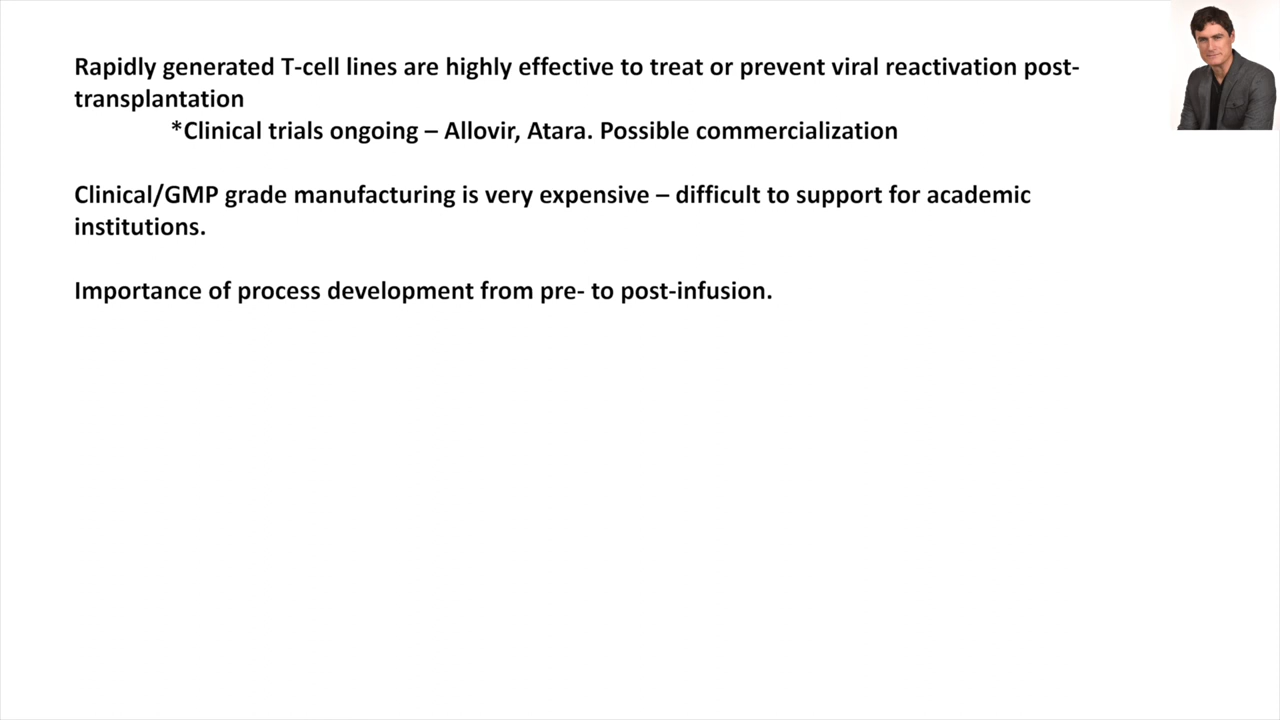 Rapidly generated T-cell lines are highly effective to treat or prevent viral reactivation post-
transplantation
*Clinical trials ongoing – Allovir, Atara. Possible commercialization
Clinical/GMP grade manufacturing is very expensive – difficult to support for academic
institutions.
Importance of process development from pre- to post-infusion.